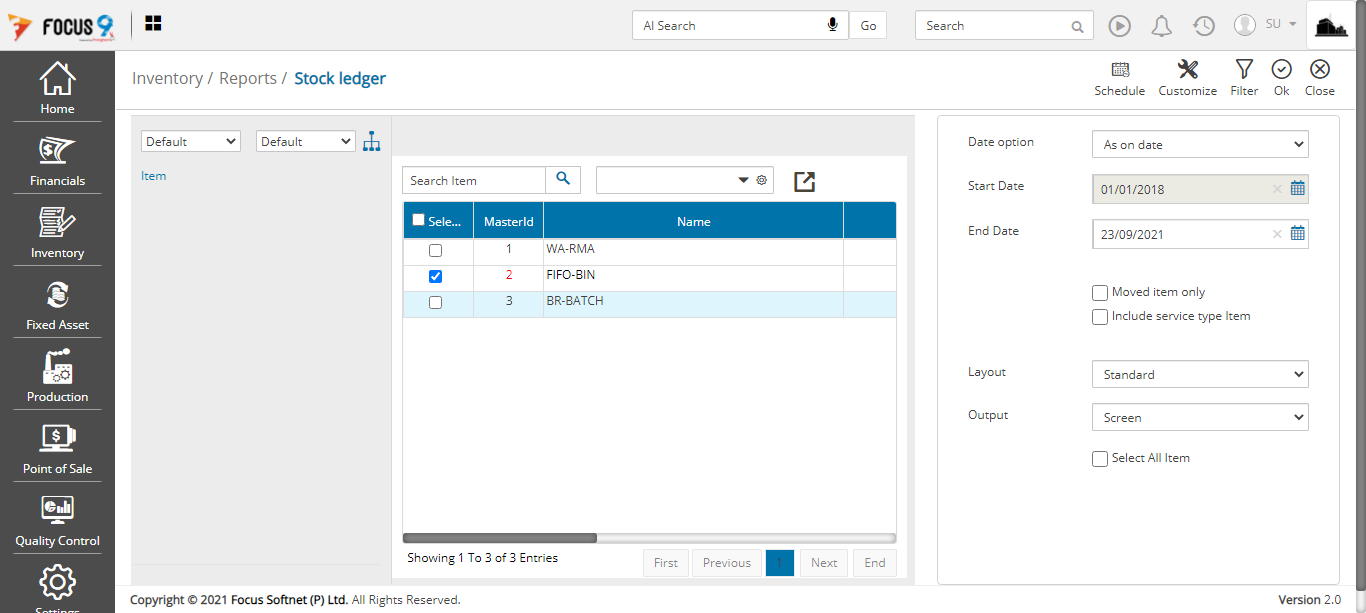 FOCUS 9
AI Search
Go
Search
SU
Home
Financials
Inventory
Fixed Asset
Production
Point of Sale
Quality Control
Settings
Inventory / Reports / Stock ledger
Schedule
Customize
Filter
Ok
Close
Default
Default
Item
Search Item
Sele...
MasterId
Name
1
WA-RMA
2
FIFO-BIN
3
BR-BATCH
Showing 1 To 3 of 3 Entries
First
Previous
1
Next
End
Date option
As on date
Start Date
01/01/2018
End Date
23/09/2021
Moved item only
Include service type Item
Layout
Standard
Output
Screen
Select All Item
Copyright © 2021 Focus Softnet (P) Ltd. All Rights Reserved.
Version 2.0